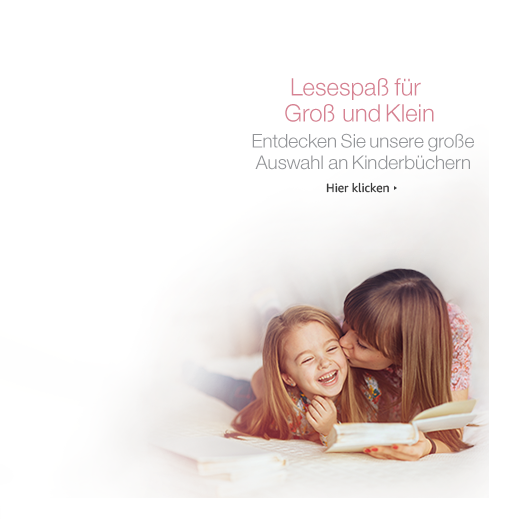 Lesespaß für
Groß und Klein
Entdecken Sie unsere große
Auswahl an Kinderbüchern
Hier klicken ▸